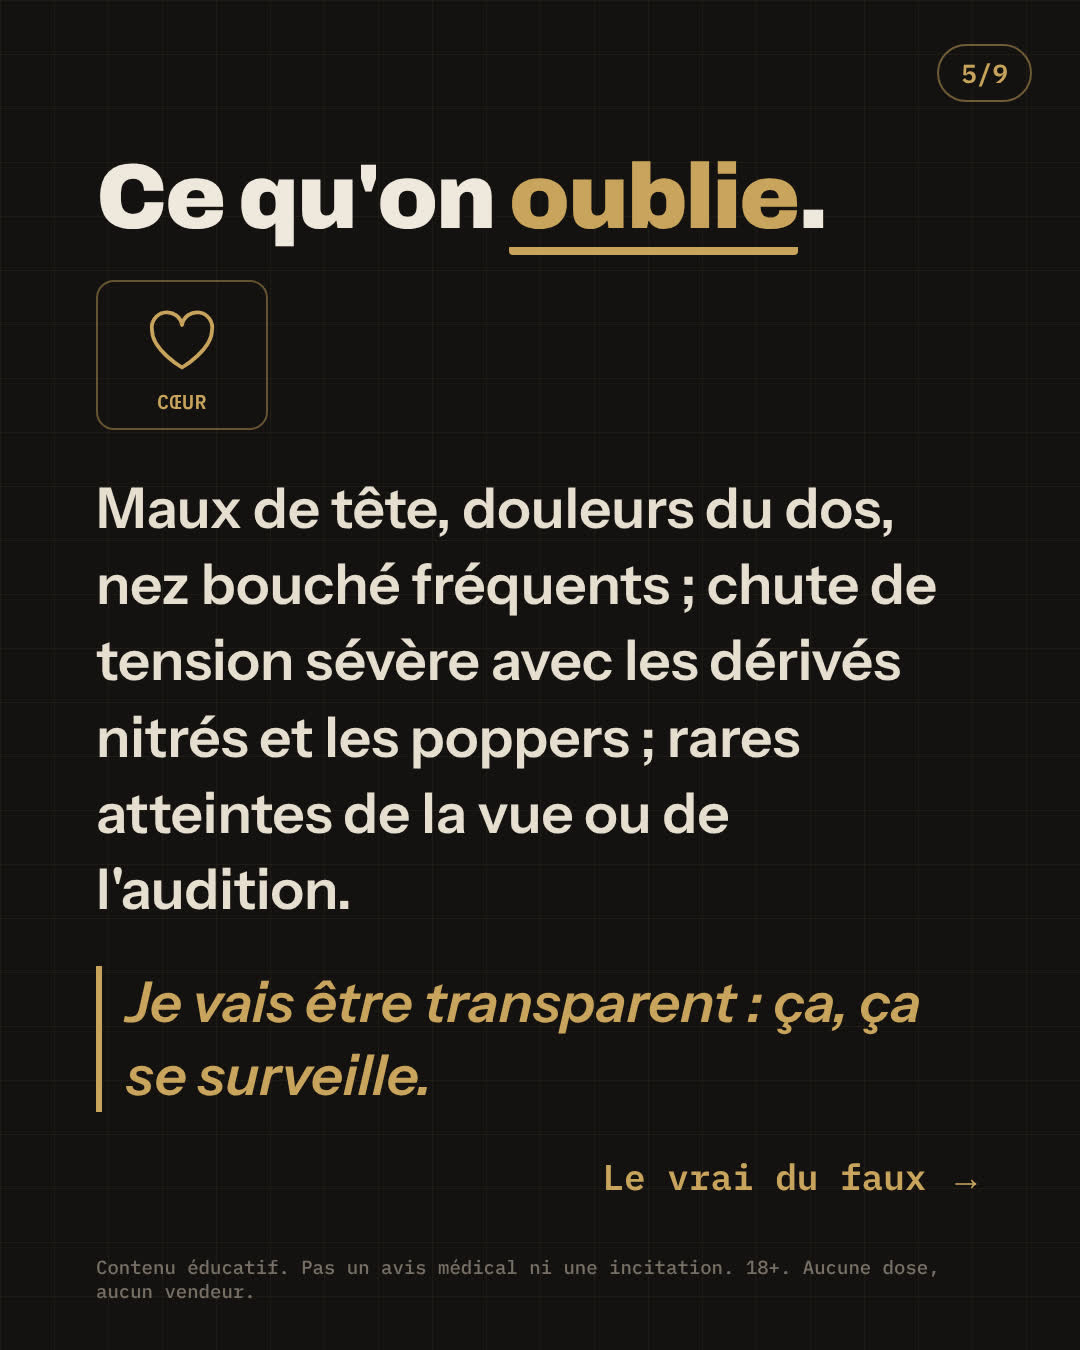 5/9
Ce qu'on oublie.
CŒUR
Maux de tête, douleurs du dos,
nez bouché fréquents ; chute de
tension sévère avec les dérivés
nitrés et les poppers ; rares
atteintes de la vue ou de
l'audition.
Je vais être transparent : ça, ça
se surveille.
Le vrai du faux →
Contenu éducatif. Pas un avis médical ni une incitation. 18+. Aucune dose,
aucun vendeur.